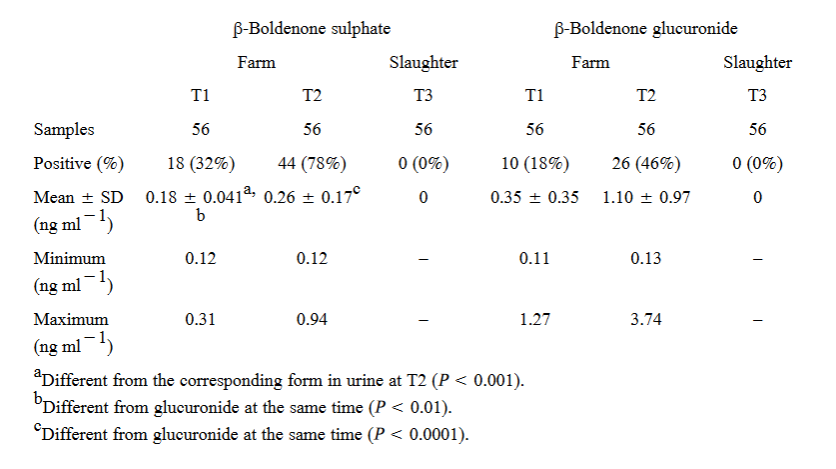 β-Boldenone sulphate β-Boldenone glucuronide
Farm Slaughter Farm Slaughter
T1 T2 T3 T1 T2 T3
Samples 56 56 56 56 56 56
Positive (%) 18 (32%) 44 (78%) 0 (0%) 10 (18%) 26 (46%) 0 (0%)
Mean ± SD 0.18 ± 0.041a, 0.26 ± 0.17c 0 0.35 ± 0.35 1.10 ± 0.97 0
(ng ml−1) b
Minimum 0.12 0.12 – 0.11 0.13 –
(ng ml−1)
Maximum 0.31 0.94 – 1.27 3.74 –
(ng ml−1)
aDifferent from the corresponding form in urine at T2 (P < 0.001).
bDifferent from glucuronide at the same time (P < 0.01).
cDifferent from glucuronide at the same time (P < 0.0001).